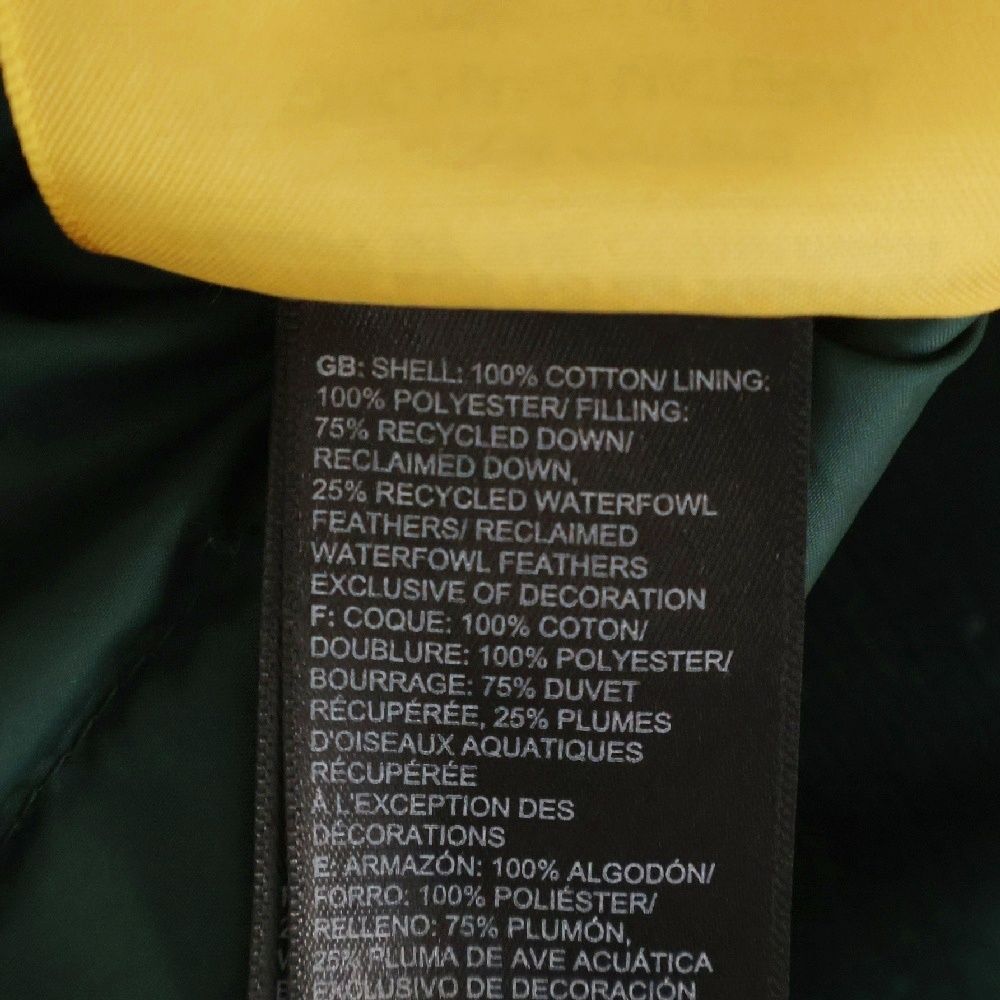 GB: SHELL: 100% COTTON/ LINING:
100% POLYESTER/ FILLING:
75% RECYCLED DOWN/
RECLAIMED DOWN,
25% RECYCLED WATERFOWL
FEATHERS/ RECLAIMED
WATERFOWL FEATHERS
EXCLUSIVE OF DECORATION
F: COQUE: 100% COTON/
DOUBLURE: 100% POLYESTER/
BOURRAGE: 75% DUVET
RÉCUPÉRÉE, 25% PLUMES
D'OISEAUX AQUATIQUES
RÉCUPÉRÉE
À L'EXCEPTION DES
DÉCORATIONS
E: ARMAZÓN: 100% ALGODÓN/
FORRO: 100% POLIÉSTER/
RELLENO: 75% PLUMÓN,
25% PLUMA DE AVE ACUÁTICA
EXCLUSIVO DE DECORACIÓN